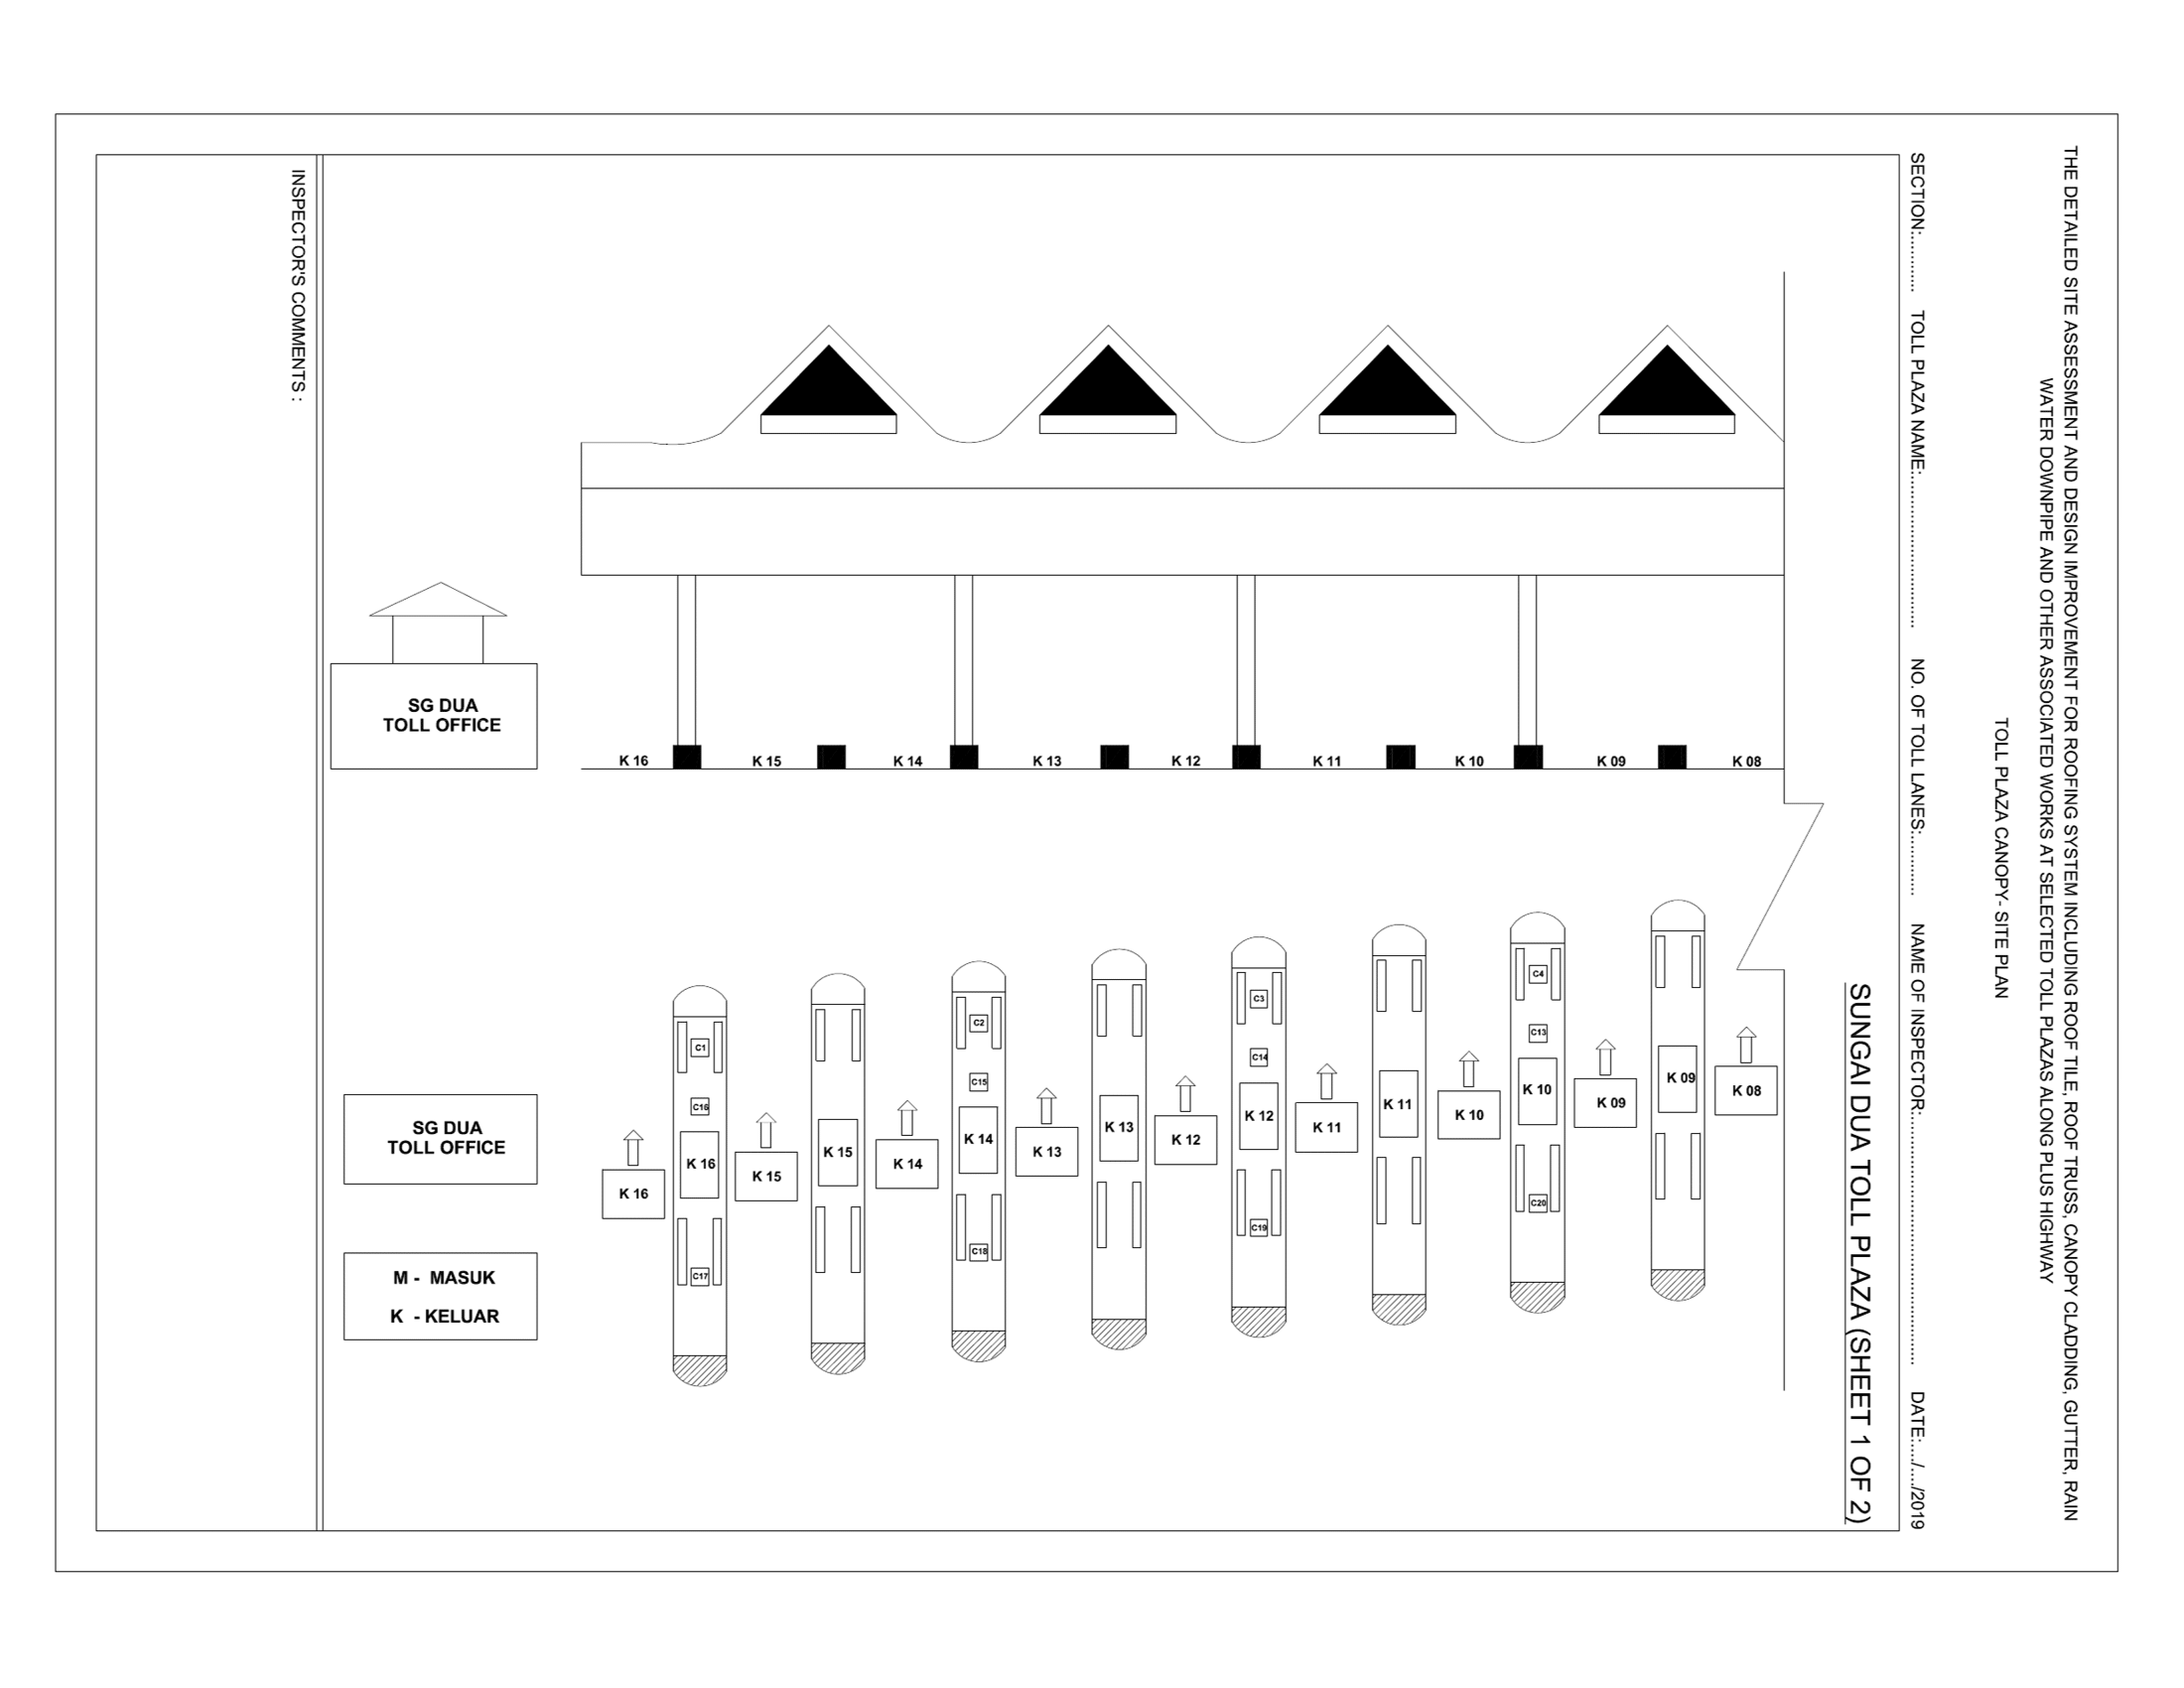 THE DETAILED SITE ASSESSMENT AND DESIGN IMPROVEMENT FOR ROOFING SYSTEM INCLUDING ROOF TILE, ROOF TRUSS, CANOPY CLADDING, GUTTER, RAIN
WATER DOWNPIPE AND OTHER ASSOCIATED WORKS AT SELECTED TOLL PLAZAS ALONG PLUS HIGHWAY
TOLL PLAZA CANOPY- SITE PLAN
SECTION:.......... TOLL PLAZA NAME:............................... NO. OF TOLL LANES:............ NAME OF INSPECTOR:................................................ DATE:..../..../2019
SUNGAI DUA TOLL PLAZA (SHEET 1 OF 2)
SG DUA
TOLL OFFICE
K 16 K 15 K 14 K 13 K 12 K 11 K 10 K 09 K 08
C4
C3
C2
C1
C13
C14
C15
C16
K 09
K 10
K 11
K 12
K 13
K 14
K 15
K 16
K 08
K 09
K 10
K 11
K 12
K 13
K 14
K 15
K 16
C20
C19
C18
C17
SG DUA
TOLL OFFICE
M - MASUK
K - KELUAR
INSPECTOR'S COMMENTS :